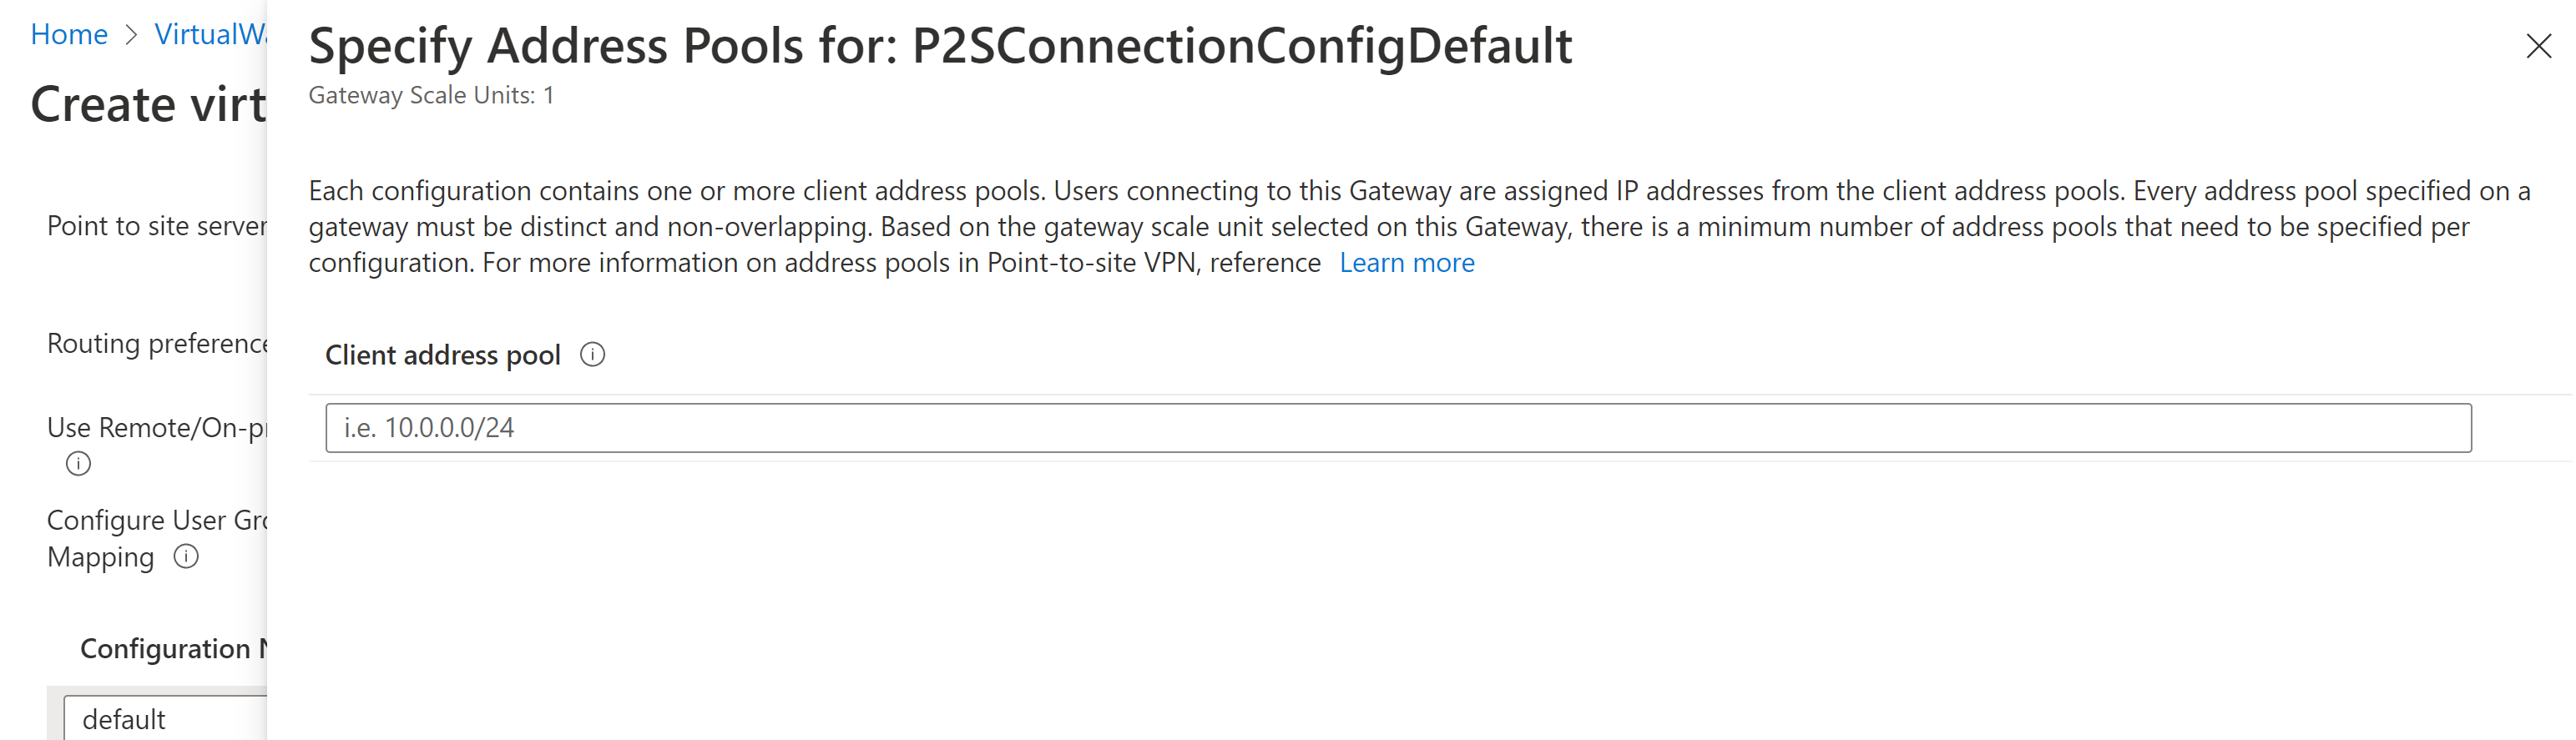 Home > VirtualWa
Create virt
Point to site server
Routing preference
Use Remote/On-pr
Configure User Gro
Mapping
Configuration N
default
Specify Address Pools for: P2SConnectionConfigDefault
Gateway Scale Units: 1
Each configuration contains one or more client address pools. Users connecting to this Gateway are assigned IP addresses from the client address pools. Every address pool specified on a
gateway must be distinct and non-overlapping. Based on the gateway scale unit selected on this Gateway, there is a minimum number of address pools that need to be specified per
configuration. For more information on address pools in Point-to-site VPN, reference Learn more
Client address pool
i.e. 10.0.0.0/24